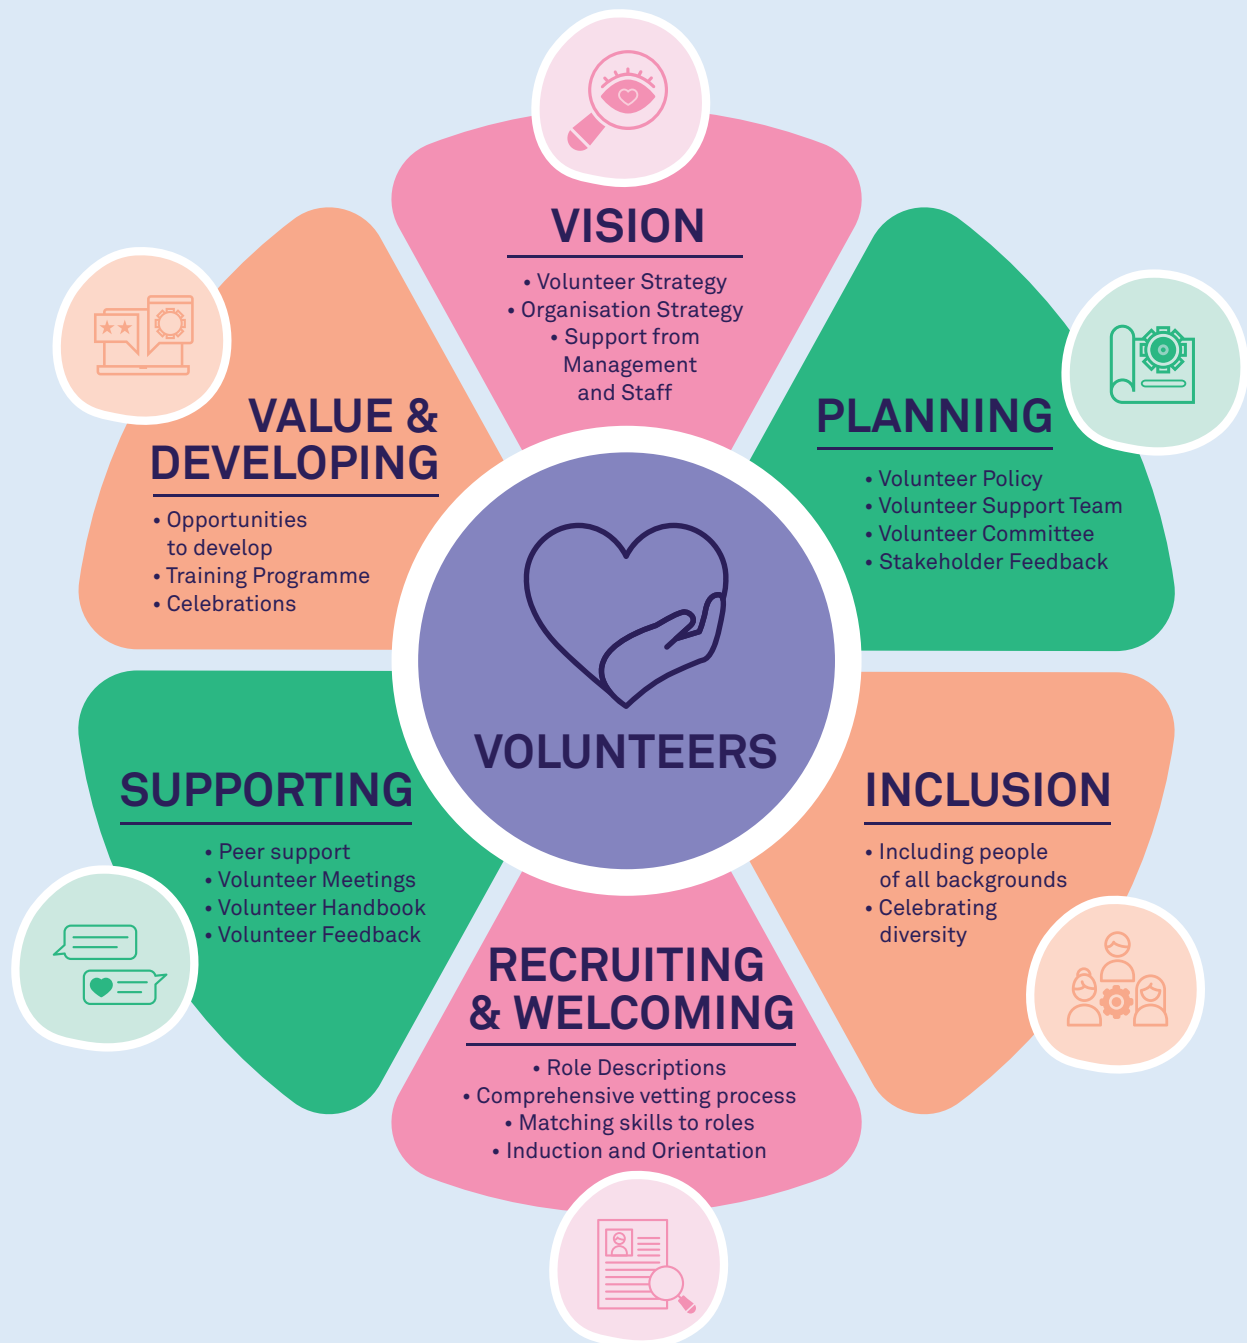 VISION
• Volunteer Strategy
• Organisation Strategy
• Support from
Management
and Staff
PLANNING
• Volunteer Policy
• Volunteer Support Team
• Volunteer Committee
• Stakeholder Feedback
INCLUSION
• Including people
of all backgrounds
• Celebrating
diversity
RECRUITING
& WELCOMING
• Role Descriptions
• Comprehensive vetting process
• Matching skills to roles
• Induction and Orientation
SUPPORTING
• Peer support
• Volunteer Meetings
• Volunteer Handbook
• Volunteer Feedback
VALUE &
DEVELOPING
• Opportunities
to develop
• Training Programme
• Celebrations
VOLUNTEERS